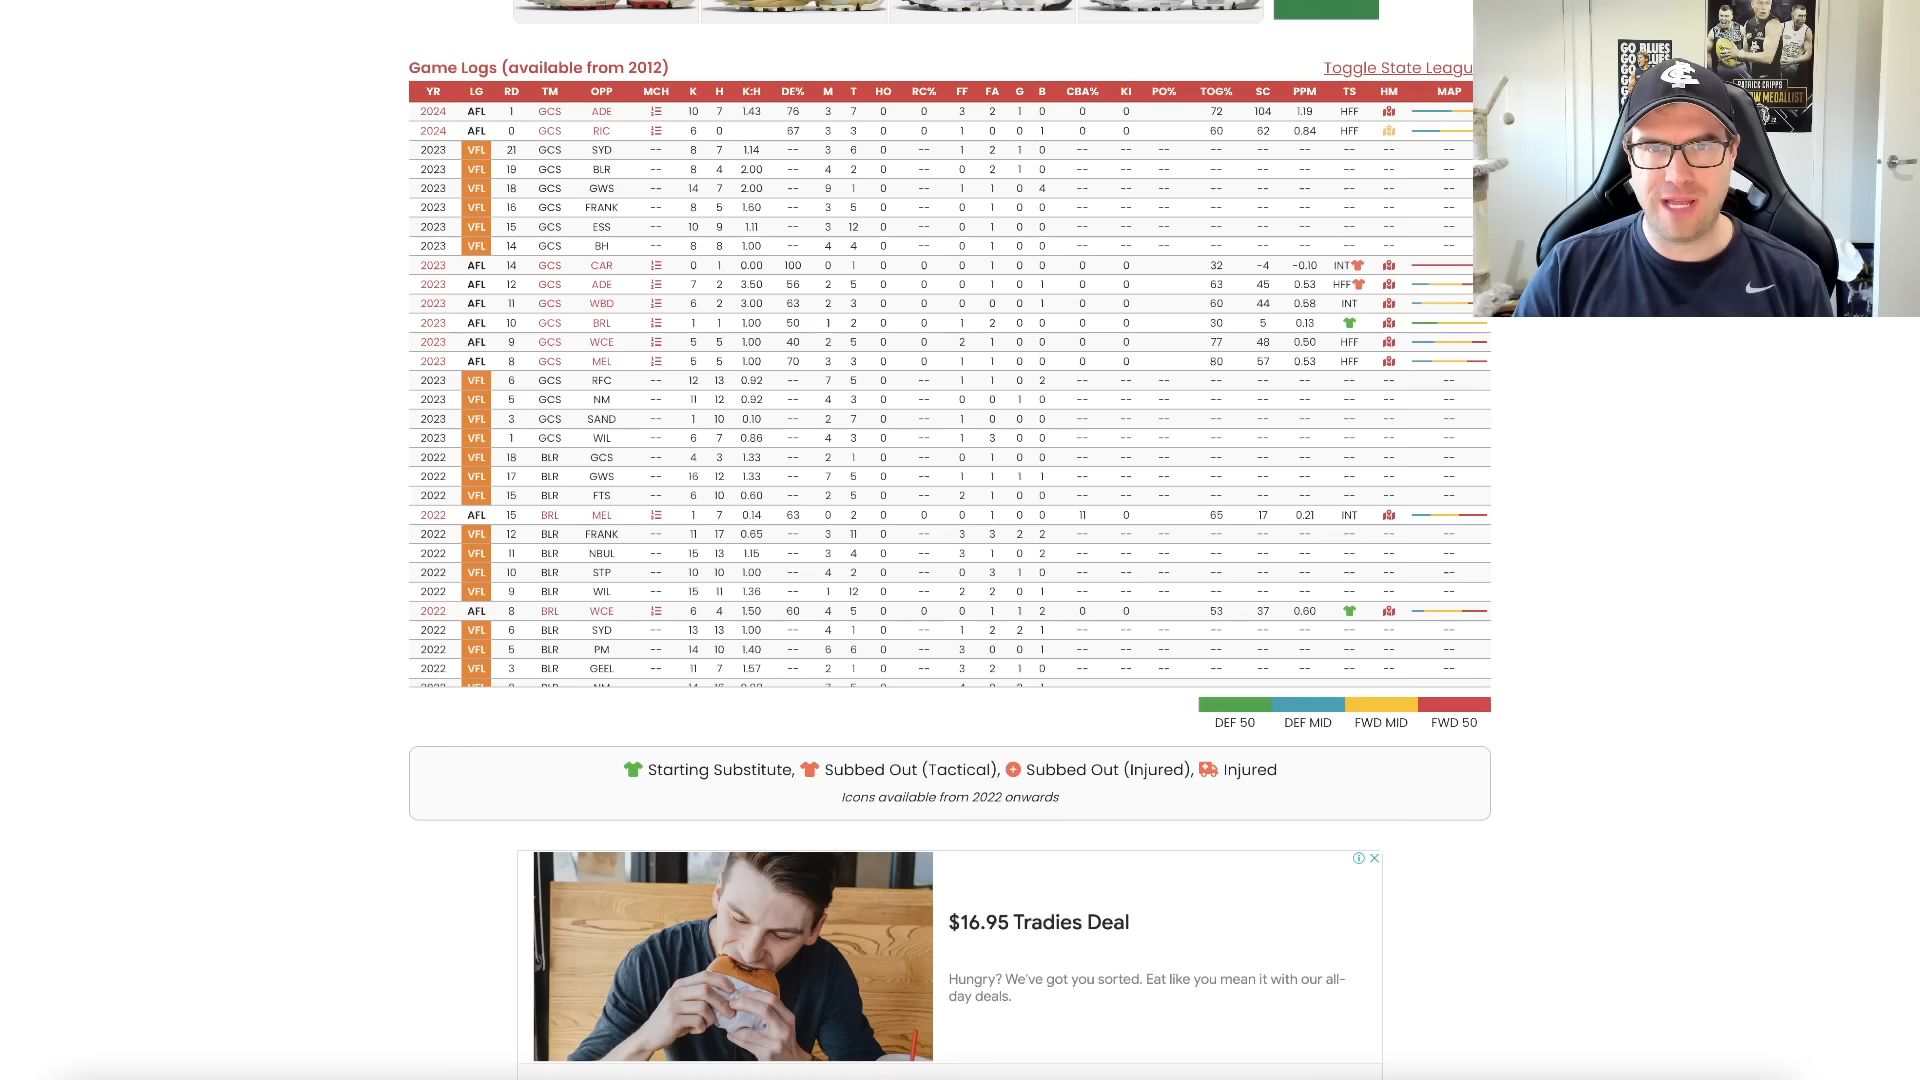 Game Logs (available from 2012)
Toggle State Leagu
YR LG RD TM OPP MCH K H K:H DE% M T HO RC% FF FA G B CBA% KI PO% TOG% SC PPM TS HM MAP
2024 AFL 1 GCS ADE 10 7 1.43 76 3 7 0 0 3 2 1 0 0 0 72 104 1.19 HFF
2024 AFL 0 GCS RIC 6 0 67 3 3 0 0 1 0 0 1 0 0 60 62 0.84 HFF
2023 VFL 21 GCS SYD -- 8 7 1.14 -- 3 6 0 -- 1 2 1 0 -- -- -- -- -- -- -- --
2023 VFL 19 GCS BLR -- 8 4 2.00 -- 4 2 0 -- 0 2 1 0 -- -- -- -- -- -- -- --
2023 VFL 18 GCS GWS -- 14 7 2.00 -- 9 1 0 -- 1 1 0 4 -- -- -- -- -- -- -- --
2023 VFL 16 GCS FRANK -- 8 5 1.60 -- 3 5 0 -- 0 1 0 0 -- -- -- -- -- -- -- --
2023 VFL 15 GCS ESS -- 10 9 1.11 -- 3 12 0 -- 0 1 0 0 -- -- -- -- -- -- -- --
2023 VFL 14 GCS BH -- 8 8 1.00 -- 4 4 0 -- 0 1 0 0 -- -- -- -- -- -- -- --
2023 AFL 14 GCS CAR 0 1 0.00 100 0 1 0 0 0 1 0 0 0 0 32 -4 -0.10 INT
2023 AFL 12 GCS ADE 7 2 3.50 56 2 5 0 0 0 1 0 1 0 0 63 45 0.53 HFF
2023 AFL 11 GCS WBD 6 2 3.00 63 2 3 0 0 0 0 0 1 0 0 60 44 0.58 INT
2023 AFL 10 GCS BRL 1 1 1.00 50 1 2 0 0 1 2 0 0 0 0 30 5 0.13
2023 AFL 9 GCS WCE 5 5 1.00 40 2 5 0 0 2 1 0 0 0 0 77 48 0.50 HFF
2023 AFL 8 GCS MEL 5 5 1.00 70 3 3 0 0 1 1 0 0 0 0 80 57 0.53 HFF
2023 VFL 6 GCS RFC -- 12 13 0.92 -- 7 5 0 -- 1 1 0 2 -- -- -- -- -- -- -- -- --
2023 VFL 5 GCS NM -- 11 12 0.92 -- 4 3 0 -- 0 0 1 0 -- -- -- -- -- -- -- -- --
2023 VFL 3 GCS SAND -- 1 10 0.10 -- 2 7 0 -- 1 0 0 0 -- -- -- -- -- -- -- -- --
2023 VFL 1 GCS WIL -- 6 7 0.86 -- 4 3 0 -- 1 3 0 0 -- -- -- -- -- -- -- -- --
2022 VFL 18 BLR GCS -- 4 3 1.33 -- 2 1 0 -- 0 1 0 0 -- -- -- -- -- -- -- -- --
2022 VFL 17 BLR GWS -- 16 12 1.33 -- 7 5 0 -- 1 1 1 1 -- -- -- -- -- -- -- -- --
2022 VFL 15 BLR FTS -- 6 10 0.60 -- 2 5 0 -- 2 1 0 0 -- -- -- -- -- -- -- -- --
2022 AFL 15 BRL MEL 1 7 0.14 63 0 2 0 0 0 1 0 0 11 0 65 17 0.21 INT
2022 VFL 12 BLR FRANK -- 11 17 0.65 -- 3 11 0 -- 3 3 2 2 -- -- -- -- -- -- -- -- --
2022 VFL 11 BLR NBUL -- 15 13 1.15 -- 3 4 0 -- 3 1 0 2 -- -- -- -- -- -- -- -- --
2022 VFL 10 BLR STP -- 10 10 1.00 -- 4 2 0 -- 0 3 1 0 -- -- -- -- -- -- -- -- --
2022 VFL 9 BLR WIL -- 15 11 1.36 -- 1 12 0 -- 2 2 0 1 -- -- -- -- -- -- -- -- --
2022 AFL 8 BRL WCE 6 4 1.50 60 4 5 0 0 0 1 1 2 0 0 53 37 0.60
2022 VFL 6 BLR SYD -- 13 13 1.00 -- 4 1 0 -- 1 2 2 1 -- -- -- -- -- -- -- -- --
2022 VFL 5 BLR PM -- 14 10 1.40 -- 6 6 0 -- 3 0 0 1 -- -- -- -- -- -- -- -- --
2022 VFL 3 BLR GEEL -- 11 7 1.57 -- 2 1 0 -- 3 2 1 0 -- -- -- -- -- -- -- -- --
DEF 50 DEF MID FWD MID FWD 50
Starting Substitute, Subbed Out (Tactical), Subbed Out (Injured), Injured
Icons available from 2022 onwards
$16.95 Tradies Deal
Hungry? We've got you sorted. Eat like you mean it with our all-
day deals.
GO BLUES
PATRICK CRIPPS
MEDALLIST